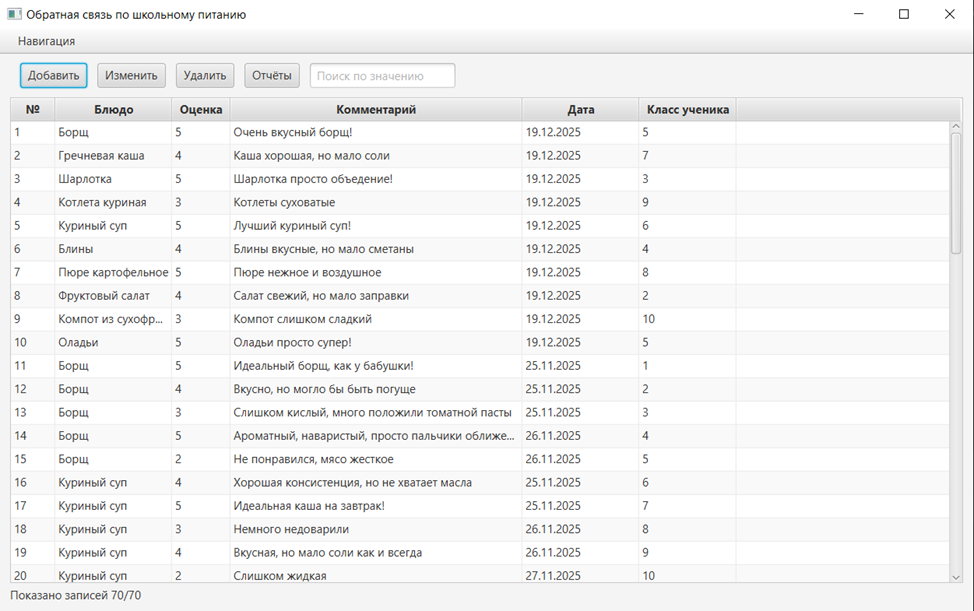 Обратная связь по школьному питанию
Навигация
Добавить Изменить Удалить Отчёты Поиск по значению
№ Блюдо Оценка Комментарий Дата Класс ученика
1 Борщ 5 Очень вкусный борщ! 19.12.2025 5
2 Гречневая каша 4 Каша хорошая, но мало соли 19.12.2025 7
3 Шарлотка 5 Шарлотка просто объедение! 19.12.2025 3
4 Котлета куриная 3 Котлеты суховатые 19.12.2025 9
5 Куриный суп 5 Лучший куриный суп! 19.12.2025 6
6 Блины 4 Блины вкусные, но мало сметаны 19.12.2025 4
7 Пюре картофельное 5 Пюре нежное и воздушное 19.12.2025 8
8 Фруктовый салат 4 Салат свежий, но мало заправки 19.12.2025 2
9 Компот из сухофр... 3 Компот слишком сладкий 19.12.2025 10
10 Оладьи 5 Оладьи просто супер! 19.12.2025 5
11 Борщ 5 Идеальный борщ, как у бабушки! 25.11.2025 1
12 Борщ 4 Вкусно, но могло бы быть погуще 25.11.2025 2
13 Борщ 3 Слишком кислый, много положили томатной пасты 25.11.2025 3
14 Борщ 5 Ароматный, наваристый, просто пальчики оближе... 26.11.2025 4
15 Борщ 2 Не понравился, мясо жесткое 26.11.2025 5
16 Куриный суп 4 Хорошая консистенция, но не хватает масла 25.11.2025 6
17 Куриный суп 5 Идеальная каша на завтрак! 25.11.2025 7
18 Куриный суп 3 Немного недоварили 26.11.2025 8
19 Куриный суп 4 Вкусная, но мало соли как и всегда 26.11.2025 9
20 Куриный суп 2 Слишком жидкая 27.11.2025 10
Показано записей 70/70